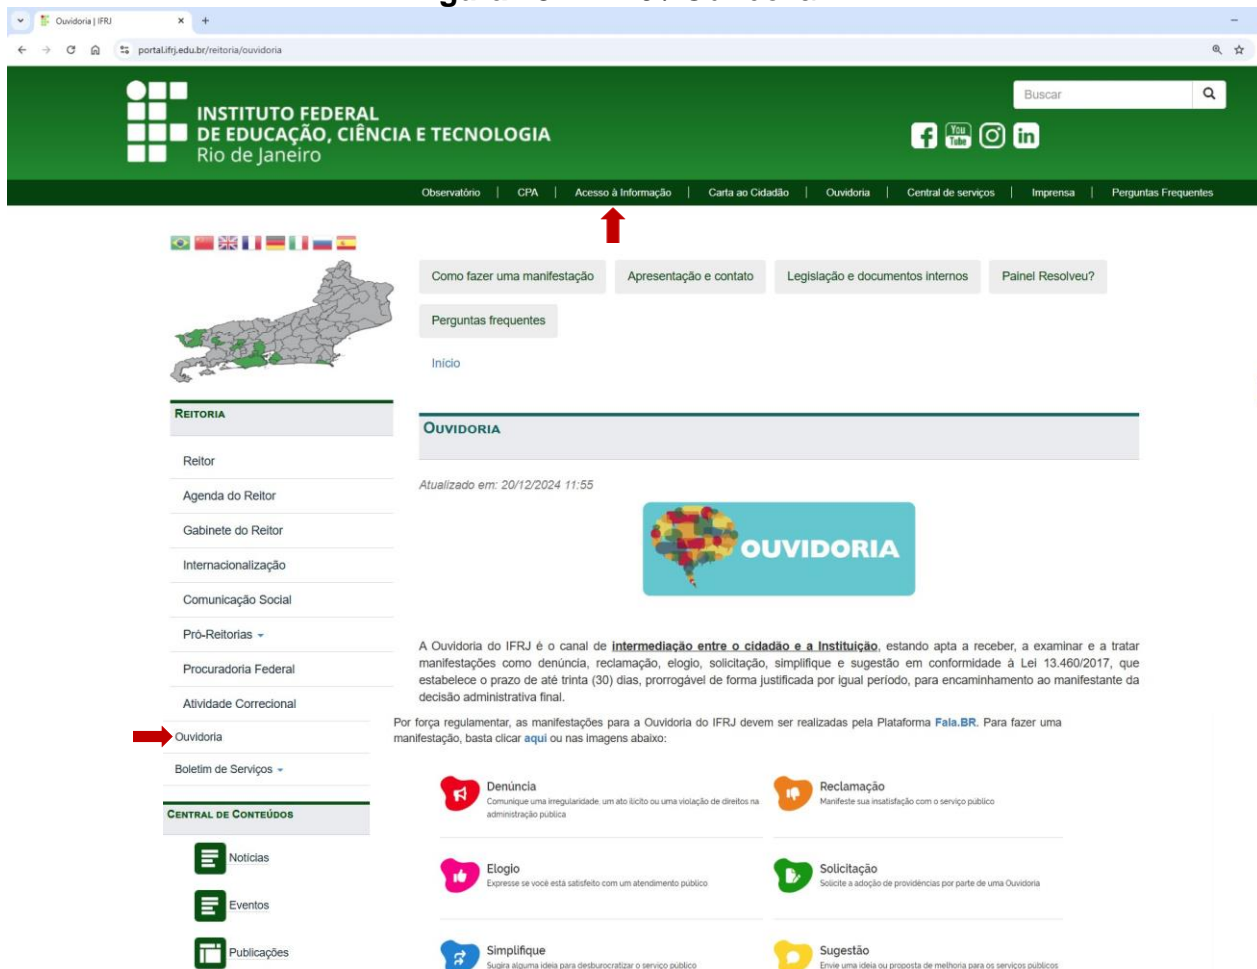 Ouvidoria | IFRJ
portal.ifrj.edu.br/reitoria/ouvidoria
Buscar
INSTITUTO FEDERAL
DE EDUCAÇÃO, CIÊNCIA E TECNOLOGIA
Rio de Janeiro
You
Tube
in
Observatório | CPA | Acesso à Informação | Carta ao Cidadão | Ouvidoria | Central de serviços | Imprensa | Perguntas Frequentes
Como fazer uma manifestação
Apresentação e contato
Legislação e documentos internos
Painel Resolveu?
Perguntas frequentes
Início
REITORIA
Reitor
Agenda do Reitor
Gabinete do Reitor
Internacionalização
Comunicação Social
Pró-Reitorias
Procuradoria Federal
Atividade Correcional
Ouvidoria
Boletim de Serviços
CENTRAL DE CONTEÚDOS
Notícias
Eventos
Publicações
OUVIDORIA
Atualizado em: 20/12/2024 11:55
OUVIDORIA
A Ouvidoria do IFRJ é o canal de intermediação entre o cidadão e a Instituição, estando apta a receber, a examinar e a tratar
manifestações como denúncia, reclamação, elogio, solicitação, simplifique e sugestão em conformidade à Lei 13.460/2017, que
estabelece o prazo de até trinta (30) dias, prorrogável de forma justificada por igual período, para encaminhamento ao manifestante da
decisão administrativa final.
Por força regulamentar, as manifestações para a Ouvidoria do IFRJ devem ser realizadas pela Plataforma Fala.BR. Para fazer uma
manifestação, basta clicar aqui ou nas imagens abaixo:
Denúncia
Comunique uma irregularidade, um ato ilícito ou uma violação de direitos na
administração pública
Reclamação
Manifeste sua insatisfação com o serviço público
Elogio
Expresse se você está satisfeito com um atendimento público
Solicitação
Solicite a adoção de providências por parte de uma Ouvidoria
Simplifique
Sugira alguma ideia para desburocratizar o serviço público
Sugestão
Envie uma ideia ou proposta de melhoria para os serviços públicos